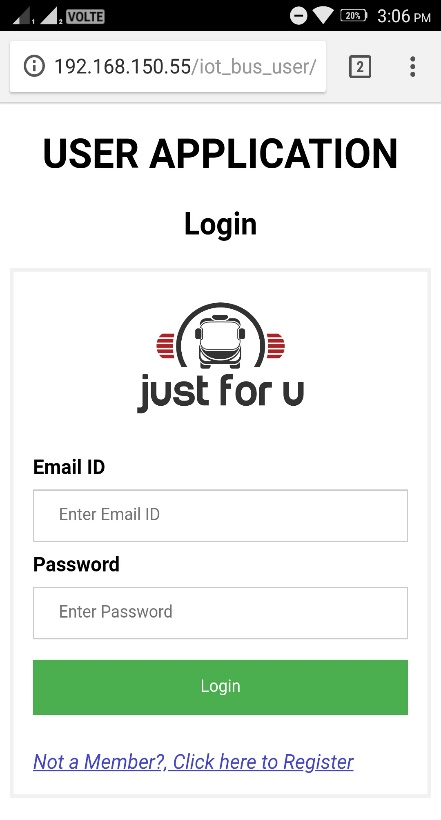 1 2 VOLTE 20% 3:06 PM
192.168.150.55/iot_bus_user/ 2
USER APPLICATION
Login
just for u
Email ID
Enter Email ID
Password
Enter Password
Login
Not a Member?, Click here to Register